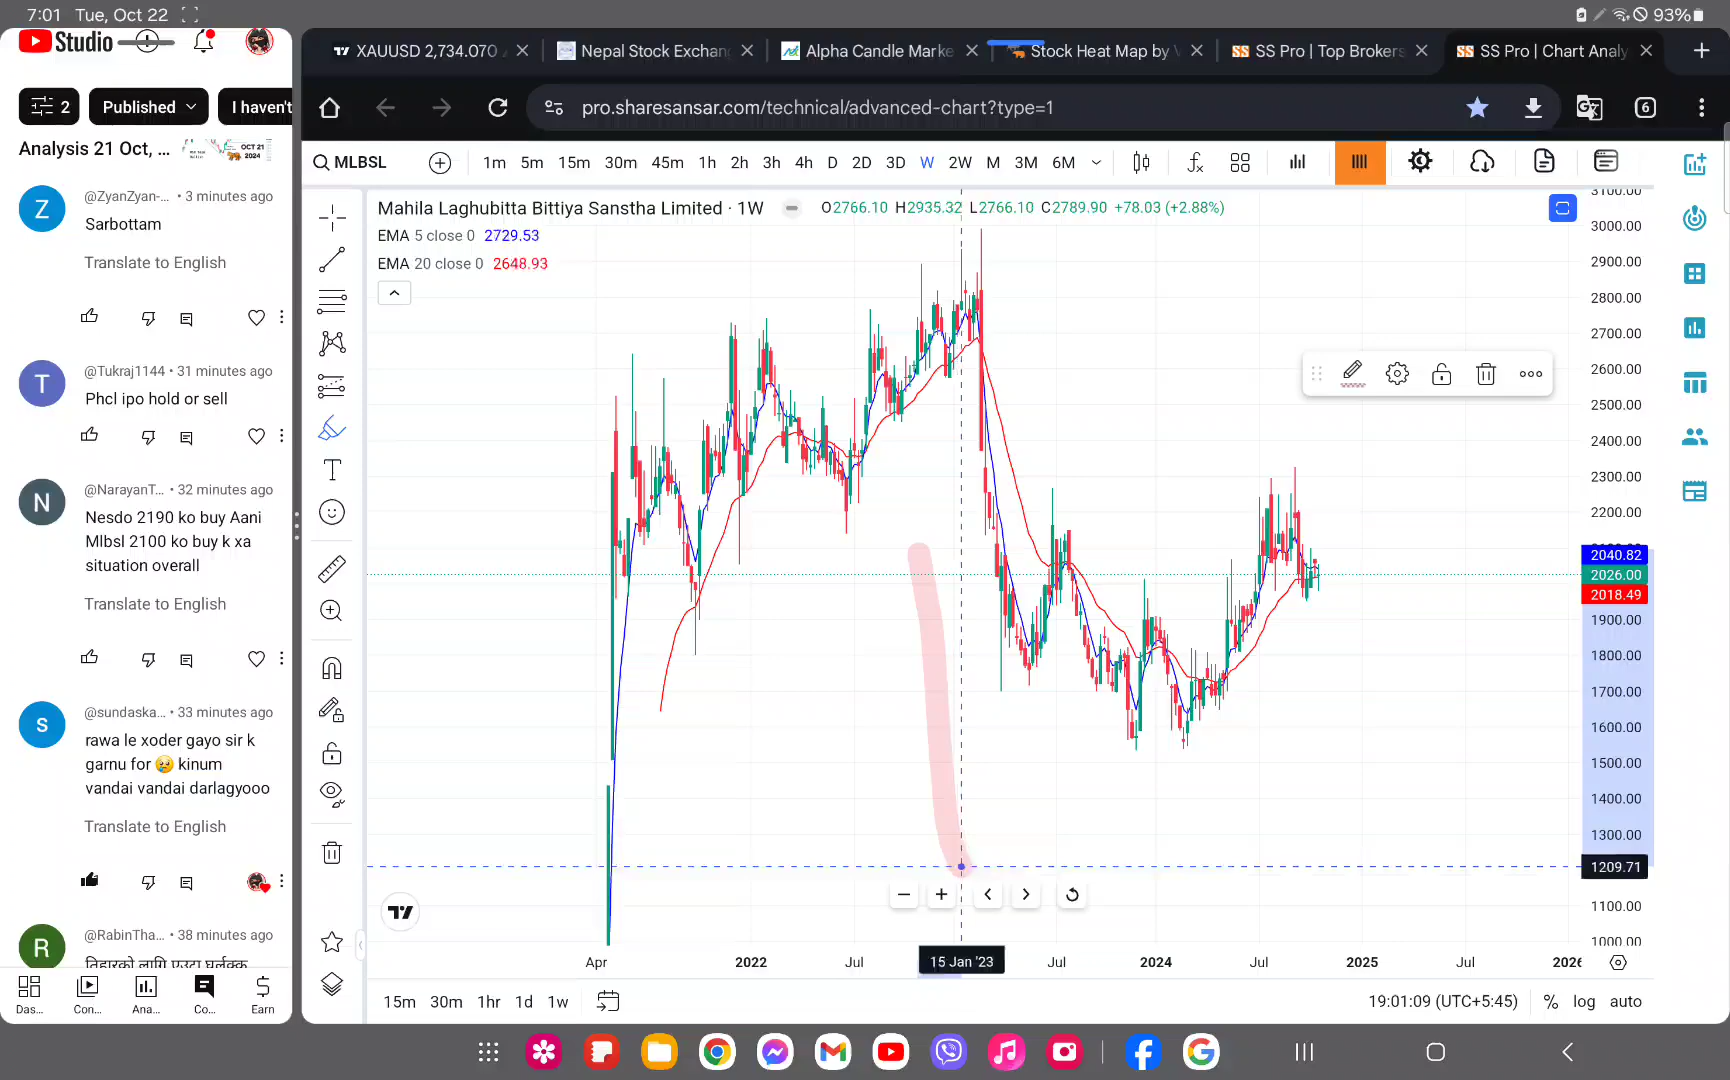 7:01 Tue, Oct 22
93%
Studio
2
Published
I haven't
Analysis 21 Oct, ...
OCT 21
2024
@ZyanZyan-... • 3 minutes ago
Sarbottam
Translate to English
@Tukraj1144 • 31 minutes ago
Phcl ipo hold or sell
@NarayanT... • 32 minutes ago
Nesdo 2190 ko buy Aani
Mlbsl 2100 ko buy k xa
situation overall
Translate to English
@sundaska... • 33 minutes ago
rawa le xoder gayo sir k
garnu for 😢 kinum
vandai vandai darlagyooo
Translate to English
@RabinTha... • 38 minutes ago
Das...
Con...
Ana...
Co...
Earn
XAUUSD 2,734.070
Nepal Stock Exchan
Alpha Candle Marke
Stock Heat Map by
SS Pro | Top Brokers
SS Pro | Chart Analy
pro.sharesansar.com/technical/advanced-chart?type=1
6
MLBSL
1m 5m 15m 30m 45m 1h 2h 3h 4h D 2D 3D W 2W M 3M 6M
Mahila Laghubitta Bittiya Sanstha Limited · 1W
O2766.10 H2935.32 L2766.10 C2789.90 +78.03 (+2.88%)
EMA 5 close 0 2729.53
EMA 20 close 0 2648.93
3100.00
3000.00
2900.00
2800.00
2700.00
2600.00
2500.00
2400.00
2300.00
2200.00
2040.82
2026.00
2018.49
1900.00
1800.00
1700.00
1600.00
1500.00
1400.00
1300.00
1209.71
1100.00
1000.00
Apr
2022
Jul
15 Jan '23
Jul
2024
Jul
2025
Jul
2026
15m 30m 1hr 1d 1w
19:01:09 (UTC+5:45)
% log auto